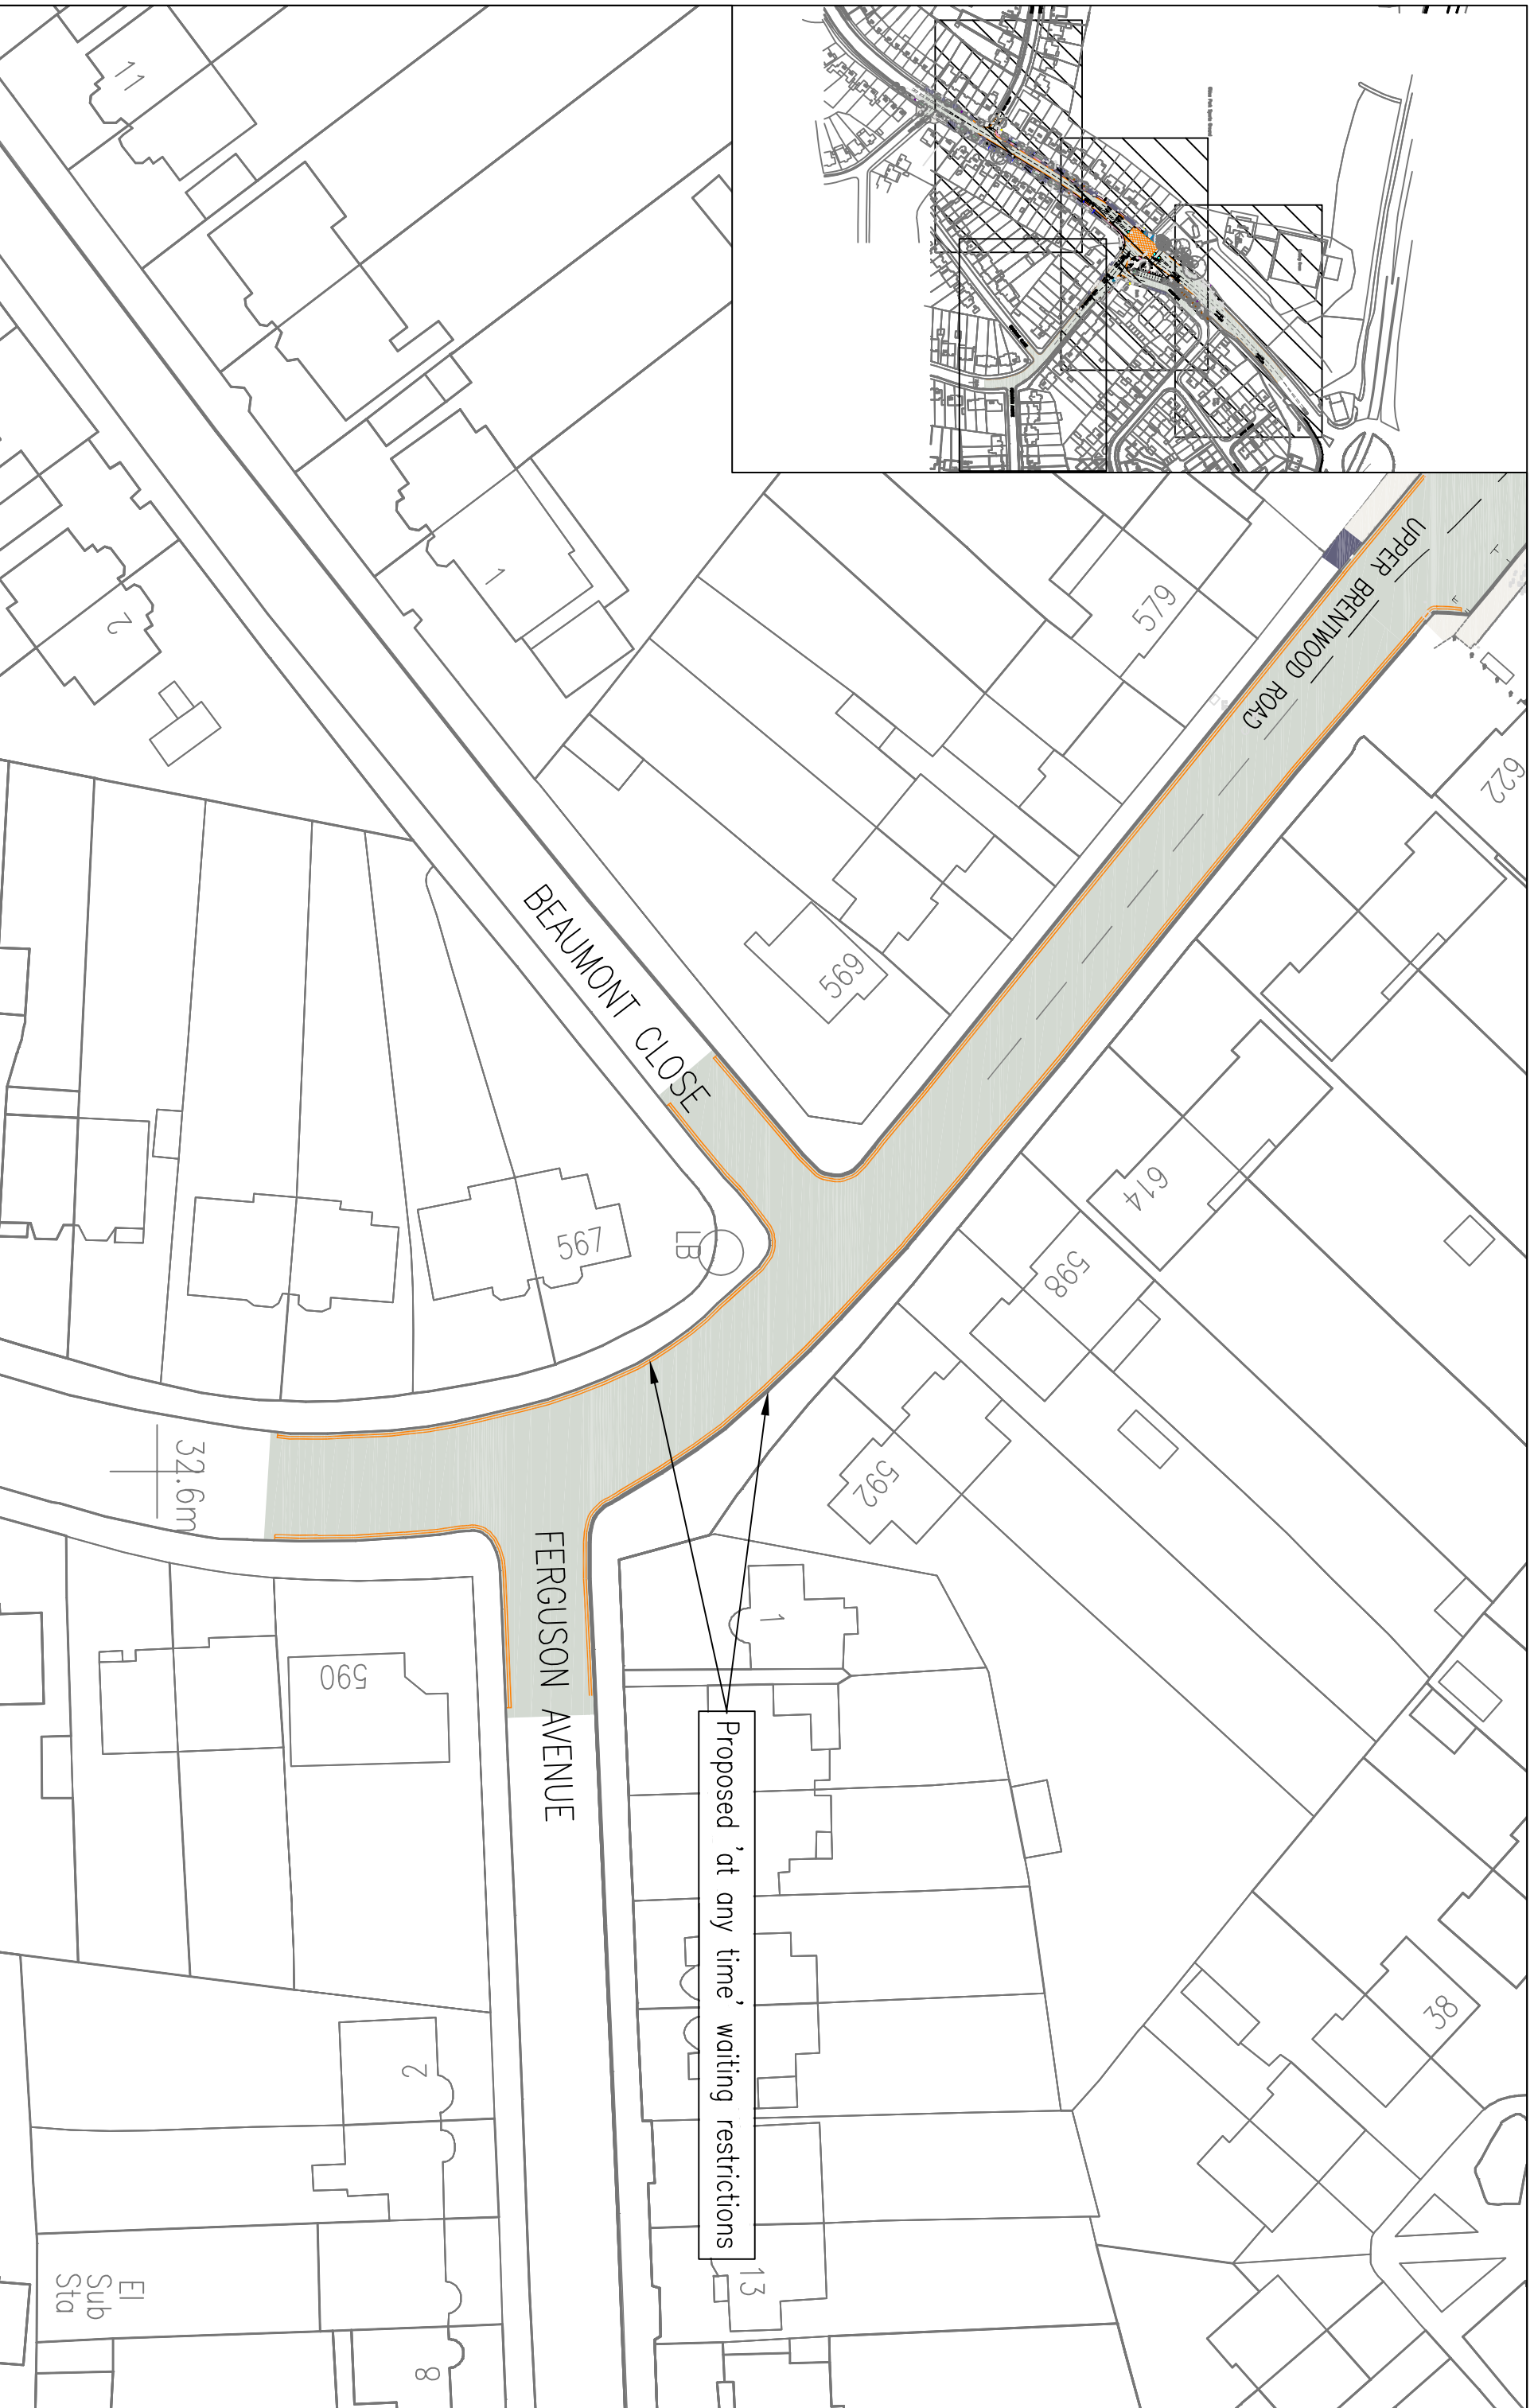 UPPER BRENTWOOD ROAD
BEAUMONT CLOSE
FERGUSON AVENUE
Proposed 'at any time' waiting restrictions
11
1
2
579
569
567
LB
32.6m
622
614
598
592
1
590
38
2
13
El
Sub
Sta
8